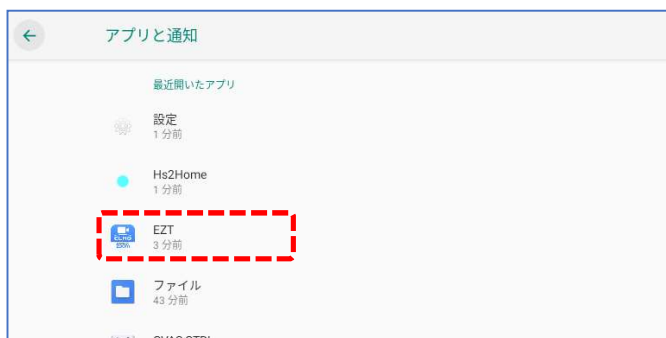 アプリと通知
最近開いたアプリ
設定
1 分前
Hs2Home
1 分前
EZT
3 分前
ファイル
43 分前